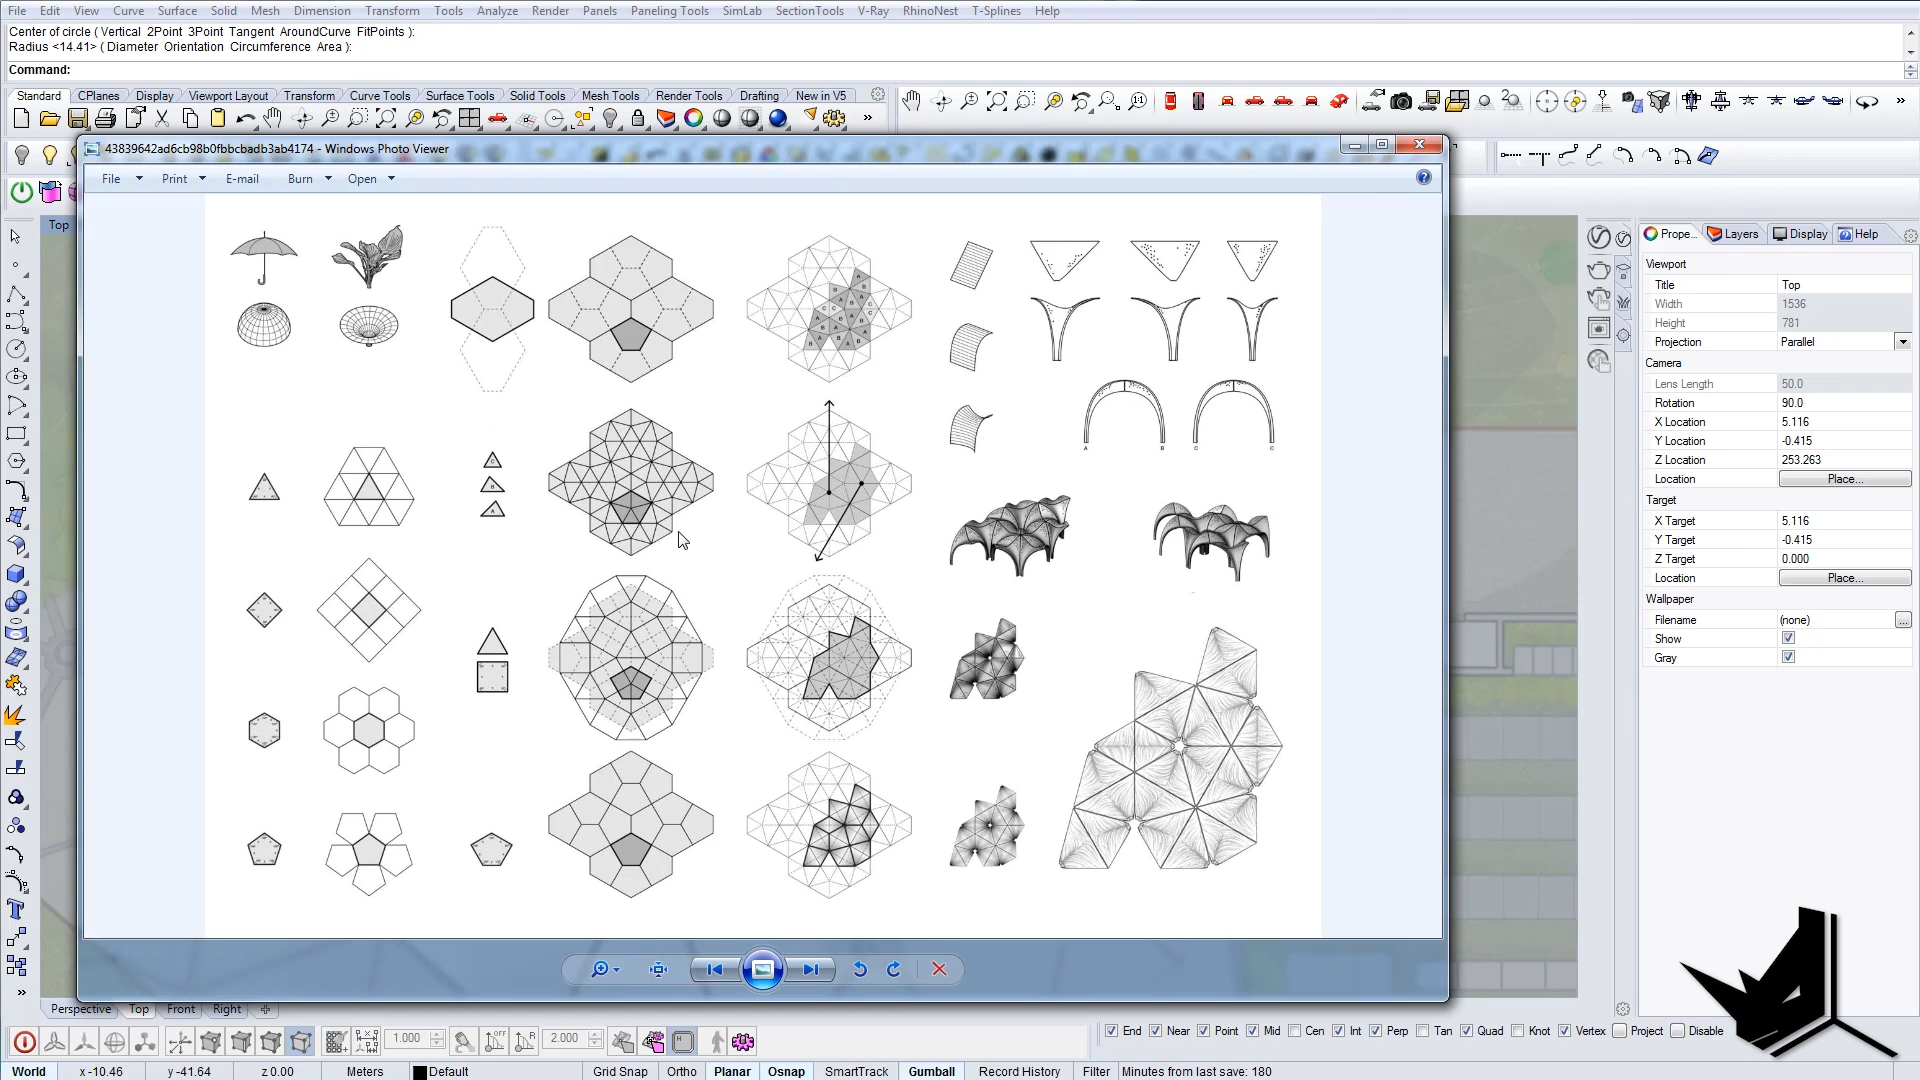 File Edit View Curve Surface Solid Mesh Dimension Transform Tools Analyze Render Panels Paneling Tools SimLab SectionTools V-Ray RhinoNest T-Splines Help
Center of circle ( Vertical 2Point 3Point Tangent AroundCurve FitPoints ):
Radius <14.41> ( Diameter Orientation Circumference Area ):
Command:
Standard CPlanes Display Viewport Layout Transform Curve Tools Surface Tools Solid Tools Mesh Tools Render Tools Drafting New in V5
43839642ad6cb98b0fbbcbadb3ab4174 - Windows Photo Viewer
File Print E-mail Burn Open
Top
Prope... Layers Display Help
Viewport
Title Top
Width 1536
Height 781
Projection Parallel
Camera
Lens Length 50.0
Rotation 90.0
X Location 5.116
Y Location -0.415
Z Location 253.263
Location Place...
Target
X Target 5.116
Y Target -0.415
Z Target 0.000
Location Place...
Wallpaper
Filename (none) ...
Show
Gray
C
B
A
A B C C
Perspective Top Front Right
1.000 2.000
End Near Point Mid Cen Int Perp Tan Quad Knot Vertex Project Disable
World x -10.46 y -41.64 z 0.00 Meters Default Grid Snap Ortho Planar Osnap SmartTrack Gumball Record History Filter Minutes from last save: 180